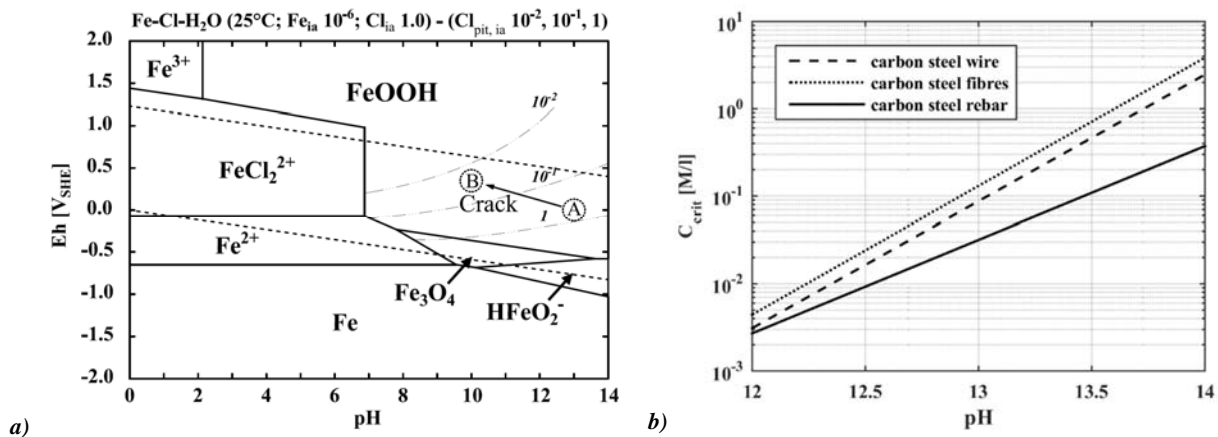 Fe-Cl-H2O (25°C; Feia 10-6; Clia 1.0) - (Clpit, ia 10-2, 10-1, 1)
2.0
1.5
1.0
0.5
0.0
-0.5
-1.0
-1.5
-2.0
Eh [VSHE]
Fe3+
FeOOH
10-2
FeCl22+
10-1
B
Crack
1
A
Fe2+
Fe3O4
HFeO2-
Fe
0 2 4 6 8 10 12 14
pH
a)
101
100
10-1
10-2
10-3
Ccrit [M/l]
carbon steel wire
carbon steel fibres
carbon steel rebar
12 12.5 13 13.5 14
pH
b)